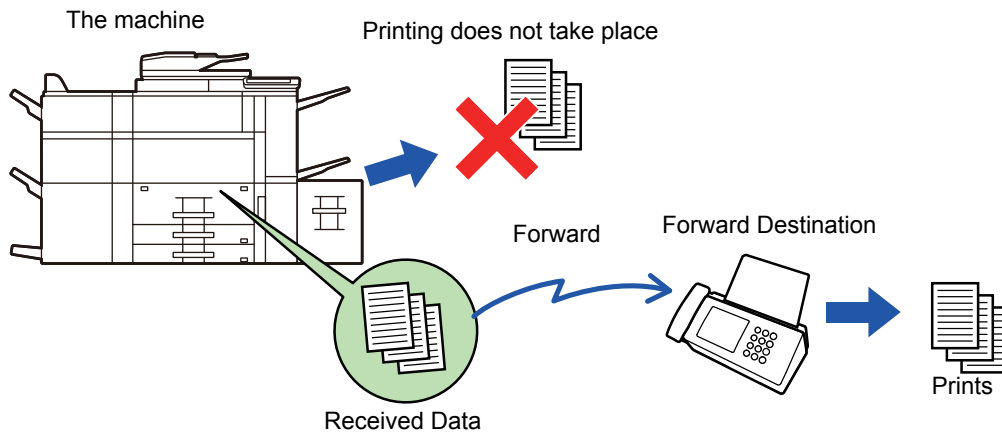 The machine
Printing does not take place
Forward
Forward Destination
Prints
Received Data